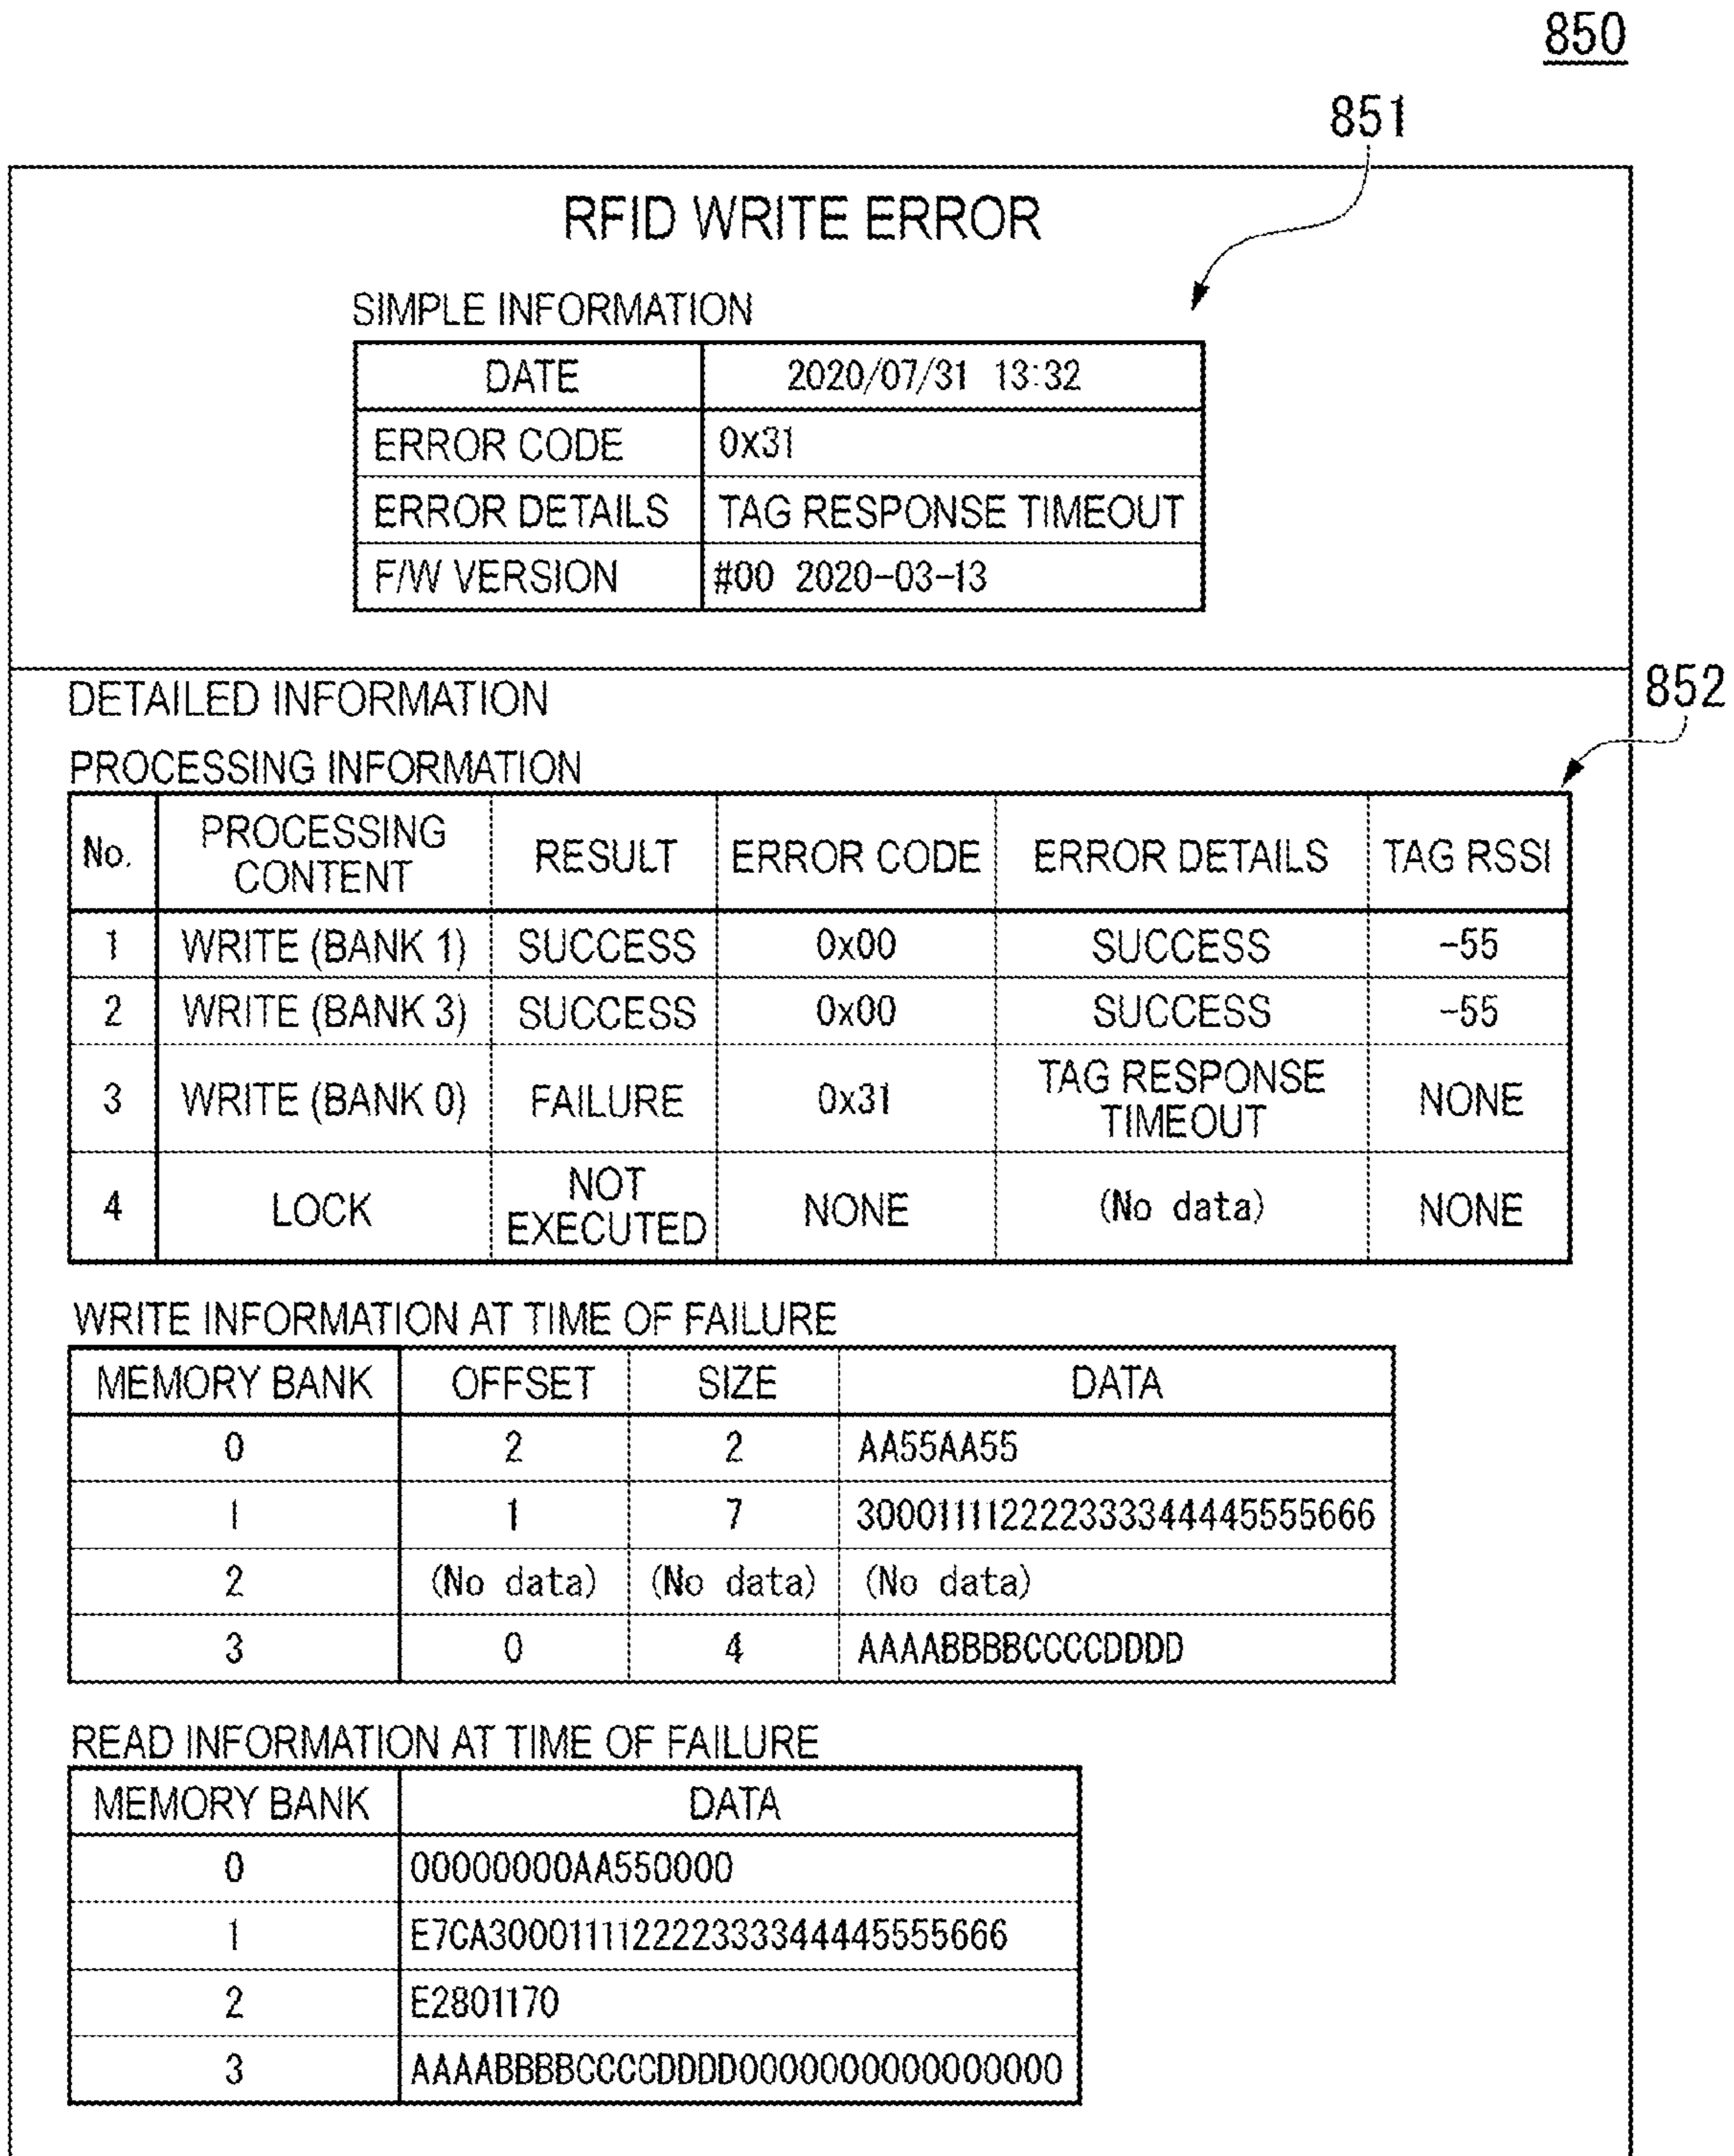 850
851
RFID WRITE ERROR
SIMPLE INFORMATION
DATE 2020/07/31 13:32
ERROR CODE 0x31
ERROR DETAILS TAG RESPONSE TIMEOUT
F/W VERSION #00 2020-03-13
852
DETAILED INFORMATION
PROCESSING INFORMATION
No. PROCESSING CONTENT RESULT ERROR CODE ERROR DETAILS TAG RSSI
1 WRITE (BANK 1) SUCCESS 0x00 SUCCESS -55
2 WRITE (BANK 3) SUCCESS 0x00 SUCCESS -55
3 WRITE (BANK 0) FAILURE 0x31 TAG RESPONSE TIMEOUT NONE
4 LOCK NOT EXECUTED NONE (No data) NONE
WRITE INFORMATION AT TIME OF FAILURE
MEMORY BANK OFFSET SIZE DATA
0 2 2 AA55AA55
1 1 7 300011112222333344445555666
2 (No data) (No data) (No data)
3 0 4 AAAABBBBCCCCDDDD
READ INFORMATION AT TIME OF FAILURE
MEMORY BANK DATA
0 00000000AA550000
1 E7CA300011112222333344445555666
2 E2801170
3 AAAABBBBCCCCDDDD0000000000000000